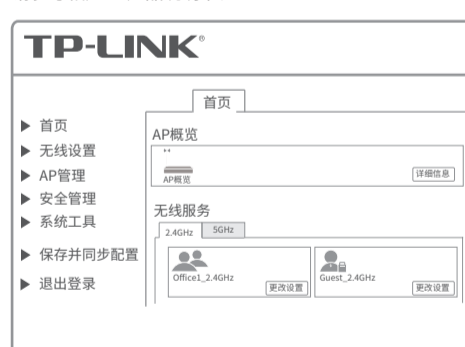 TP-LINK®
首页
首页
无线设置
AP管理
安全管理
系统工具
保存并同步配置
退出登录
AP概览
AP概览
详细信息
无线服务
2.4GHz 5GHz
Office1_2.4GHz
更改设置
Guest_2.4GHz
更改设置